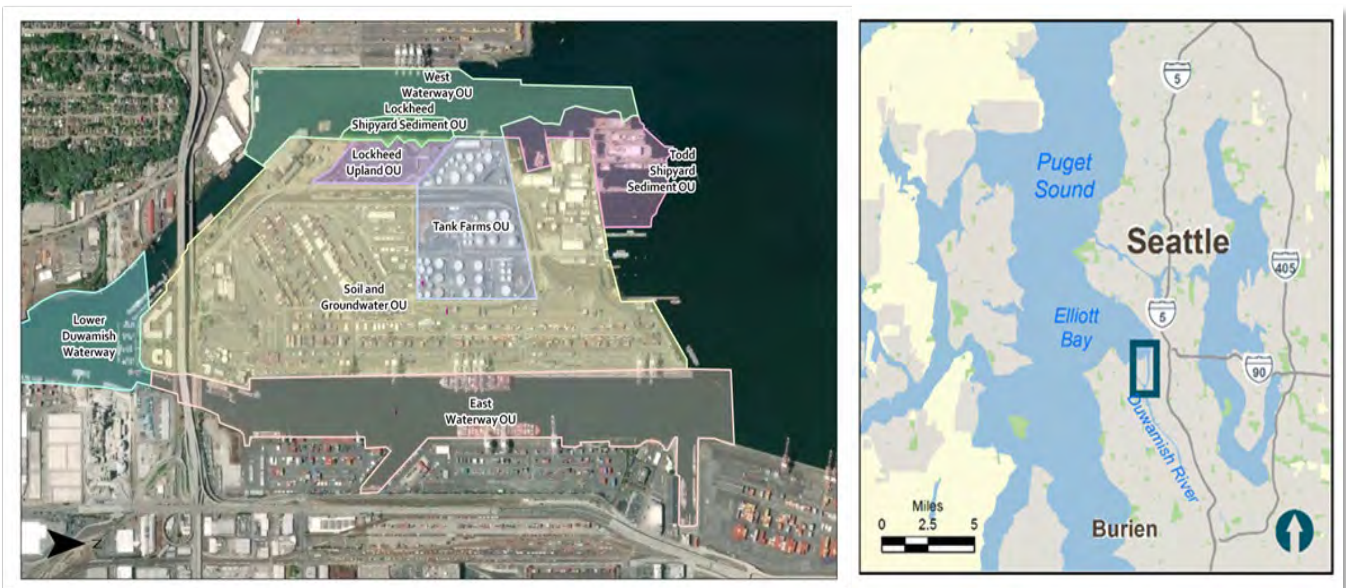 West
Waterway OU
Lockheed
Shipyard Sediment OU
Lockheed
Upland OU
Todd
Shipyard
Sediment OU
Tank Farms OU
Soil and
Groundwater OU
Lower
Duwamish
Waterway
East
Waterway OU
Z
5
Puget
Sound
Seattle
405
Elliott
Bay
5
90
Duwamish River
Miles
0 2.5 5
Burien